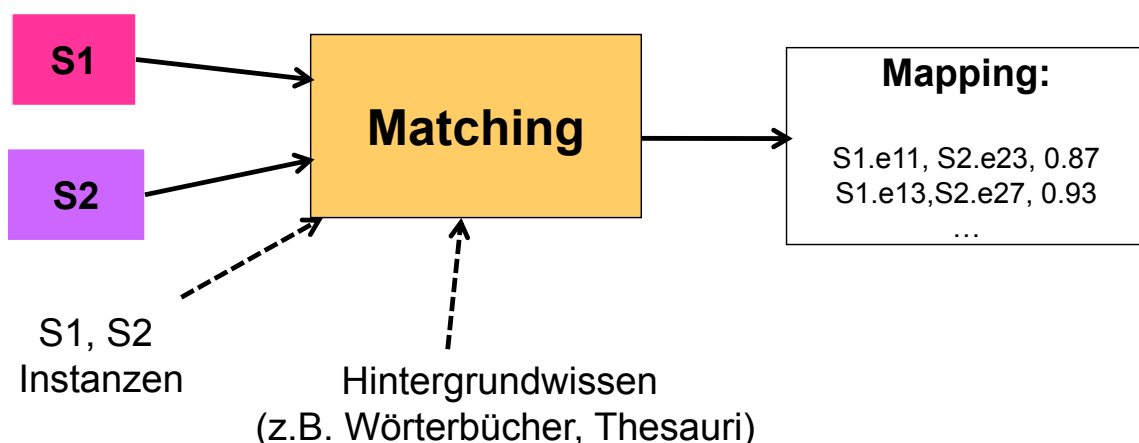 S1
S2
Matching
Mapping:
S1.e11, S2.e23, 0.87
S1.e13,S2.e27, 0.93
…
S1, S2
Instanzen
Hintergrundwissen
(z.B. Wörterbücher, Thesauri)